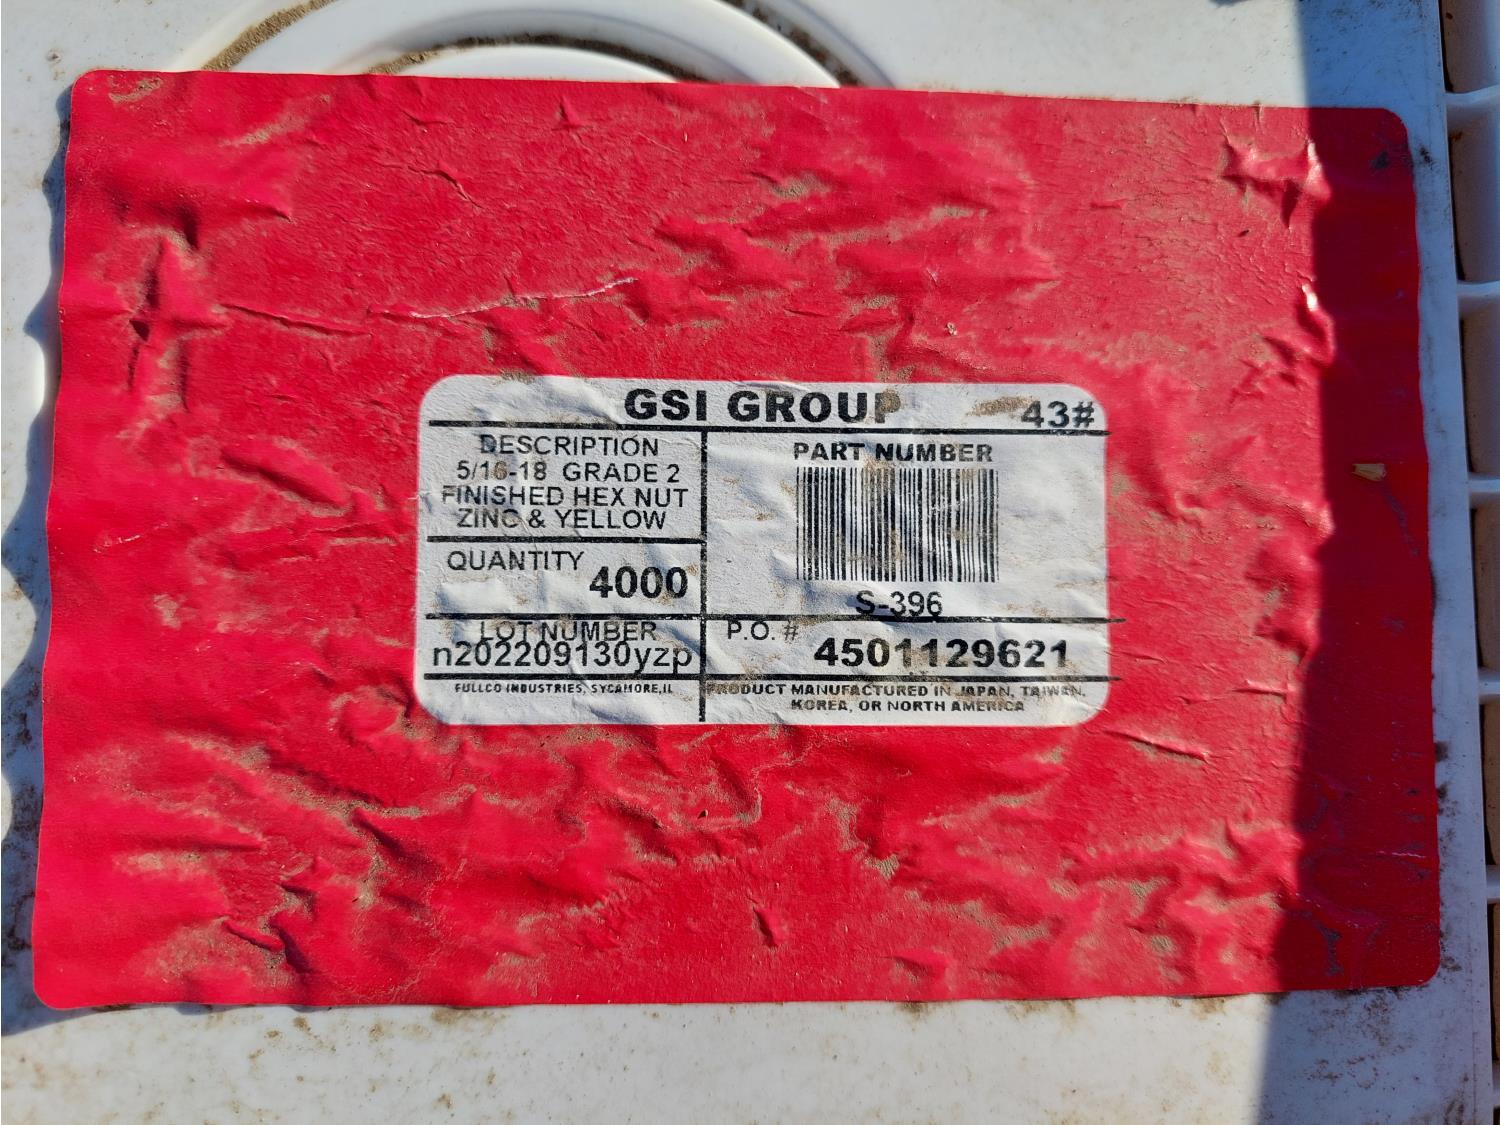 GSI GROUP 43#
DESCRIPTION
5/16-18 GRADE 2
FINISHED HEX NUT
ZINC & YELLOW
QUANTITY
4000
PART NUMBER
S-396
LOT NUMBER
n202209130yzp
P.O. #
4501129621
FULLCO INDUSTRIES, SYCAMORE, IL
PRODUCT MANUFACTURED IN JAPAN, TAIWAN,
KOREA, OR NORTH AMERICA